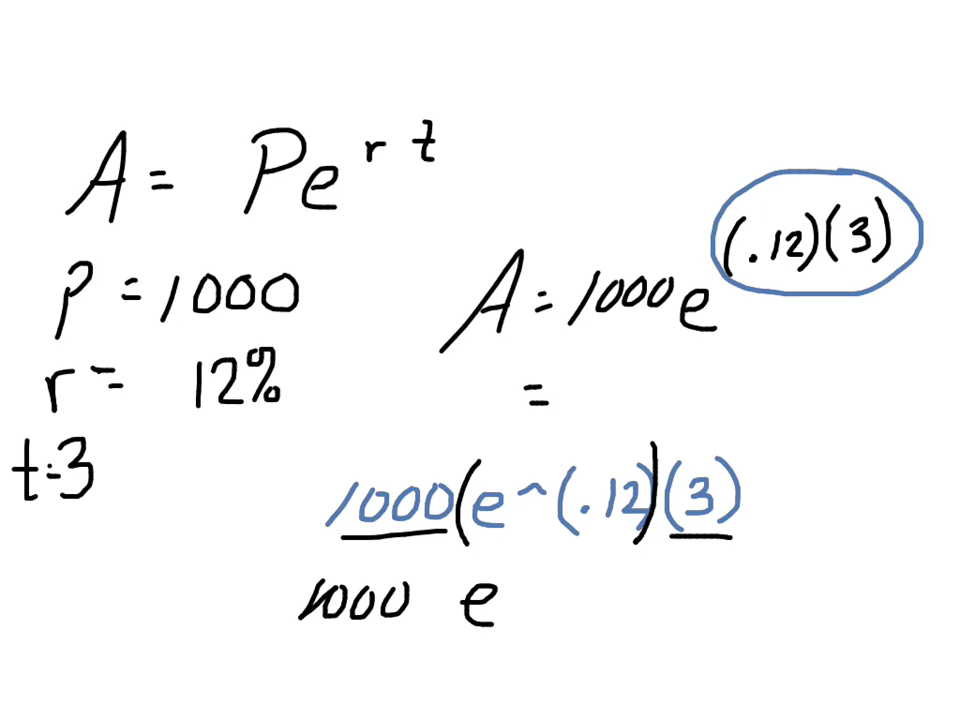 A = Pe^rt
P = 1000
r = 12%
t=3
A = 1000e^(.12)(3)
=
1000(e^(.12))(3)
1000 e